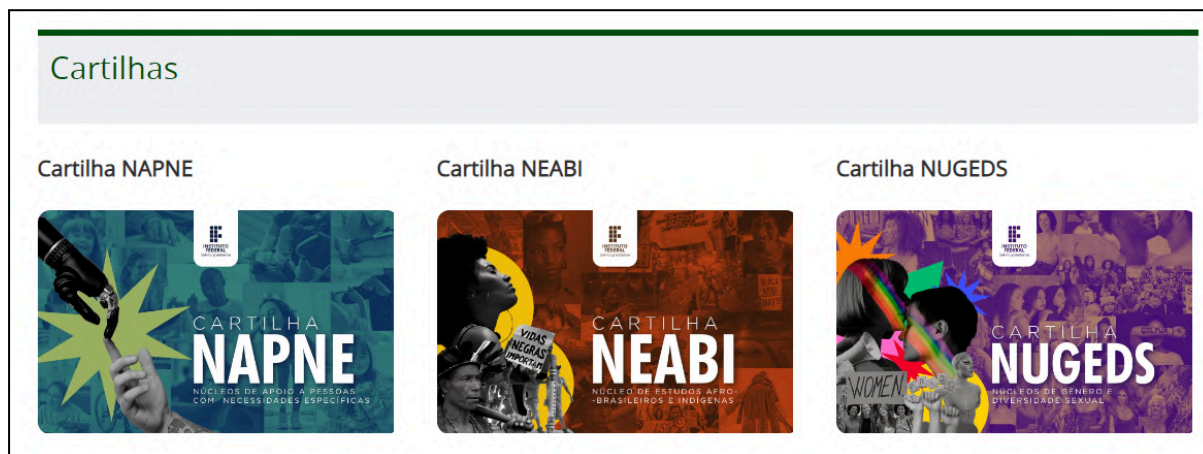 Cartilhas
Cartilha NAPNE
Cartilha NEABI
Cartilha NUGEDS
INSTITUTO
FEDERAL
CARTILHA
NAPNE
NÚCLEOS DE APOIO A PESSOAS
COM NECESSIDADES ESPECÍFICAS
INSTITUTO
FEDERAL
VIDAS
NEGRAS
IMPORTAM
CARTILHA
NEABI
NÚCLEO DE ESTUDOS AFRO-
-BRASILEIROS E INDÍGENAS
INSTITUTO
FEDERAL
WOMEN
CARTILHA
NUGEDS
NÚCLEOS DE GÊNERO E
DIVERSIDADE SEXUAL